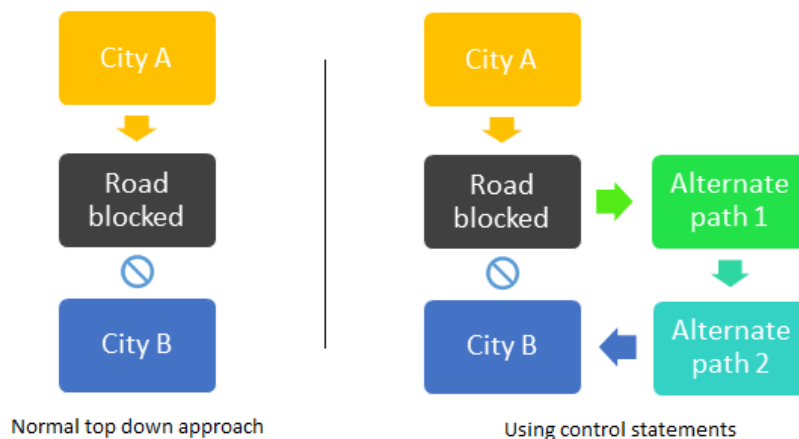 City A
Road
blocked
City B
Normal top down approach
City A
Road
blocked
Alternate
path 1
City B
Alternate
path 2
Using control statements